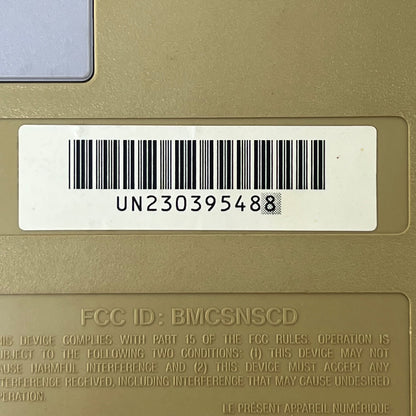 UN230395488
FCC ID: BMCSNSCD
THIS DEVICE COMPLIES WITH PART 15 OF THE FCC RULES. OPERATION IS
SUBJECT TO THE FOLLOWING TWO CONDITIONS: (1) THIS DEVICE MAY NOT
CAUSE HARMFUL INTERFERENCE AND (2) THIS DEVICE MUST ACCEPT ANY
INTERFERENCE RECEIVED, INCLUDING INTERFERENCE THAT MAY CAUSE UNDESIRED
OPERATION.
LE PRÉSENT APPAREIL NUMÉRIQUE